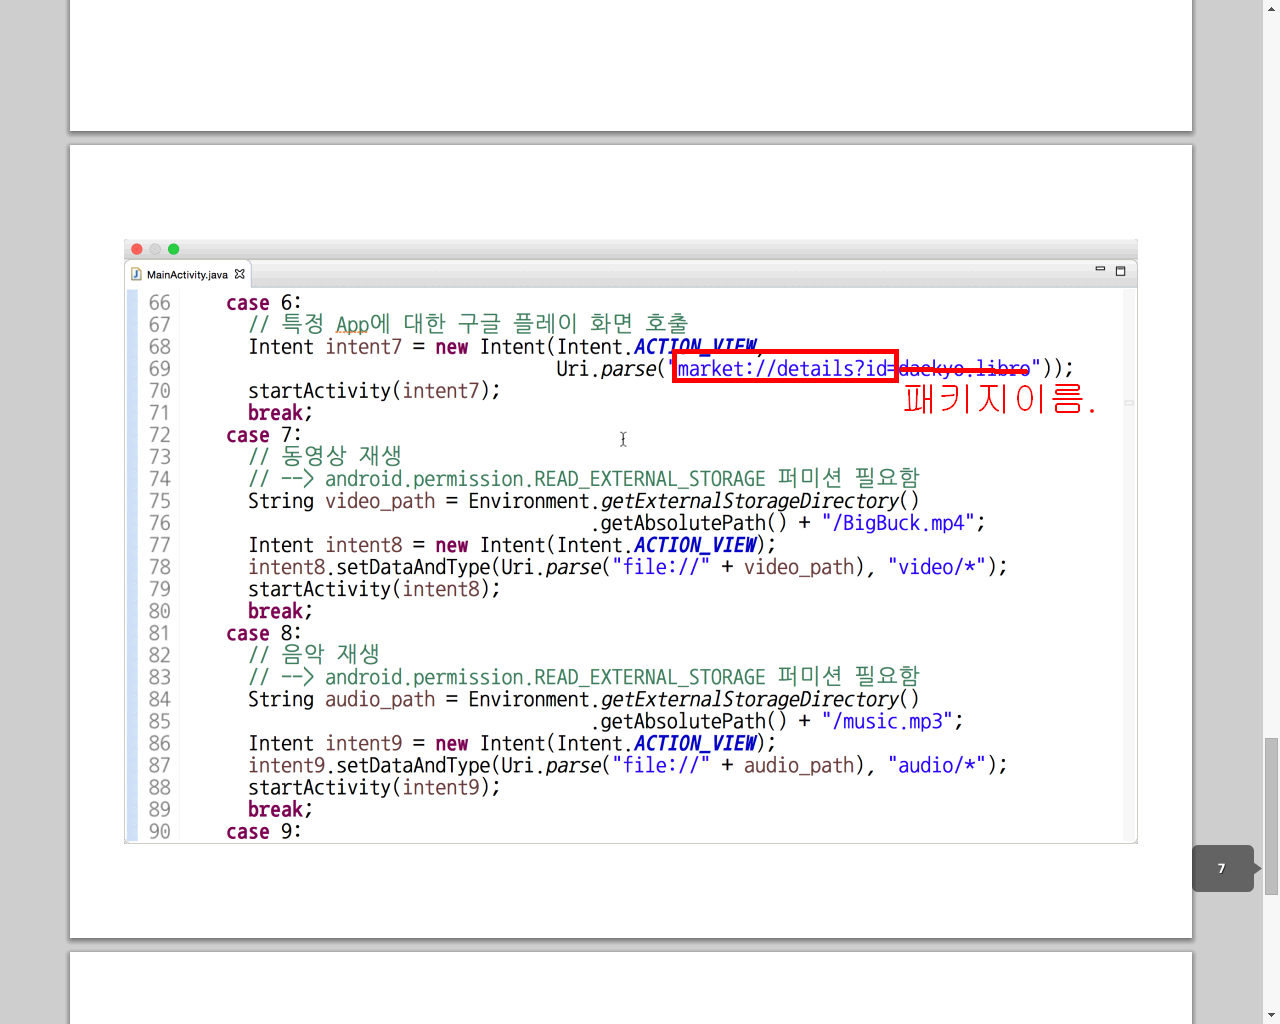 MainActivity.java
66 case 6:
67 // 특정 App에 대한 구글 플레이 화면 호출
68 Intent intent7 = new Intent(Intent.ACTION_VIEW,
69 Uri.parse("market://details?id=daekyo.libro"));
패키지이름.
70 startActivity(intent7);
71 break;
72 case 7:
73 // 동영상 재생
74 // --> android.permission.READ_EXTERNAL_STORAGE 퍼미션 필요함
75 String video_path = Environment.getExternalStorageDirectory()
76 .getAbsolutePath() + "/BigBuck.mp4";
77 Intent intent8 = new Intent(Intent.ACTION_VIEW);
78 intent8.setDataAndType(Uri.parse("file://" + video_path), "video/*");
79 startActivity(intent8);
80 break;
81 case 8:
82 // 음악 재생
83 // --> android.permission.READ_EXTERNAL_STORAGE 퍼미션 필요함
84 String audio_path = Environment.getExternalStorageDirectory()
85 .getAbsolutePath() + "/music.mp3";
86 Intent intent9 = new Intent(Intent.ACTION_VIEW);
87 intent9.setDataAndType(Uri.parse("file://" + audio_path), "audio/*");
88 startActivity(intent9);
89 break;
90 case 9:
7